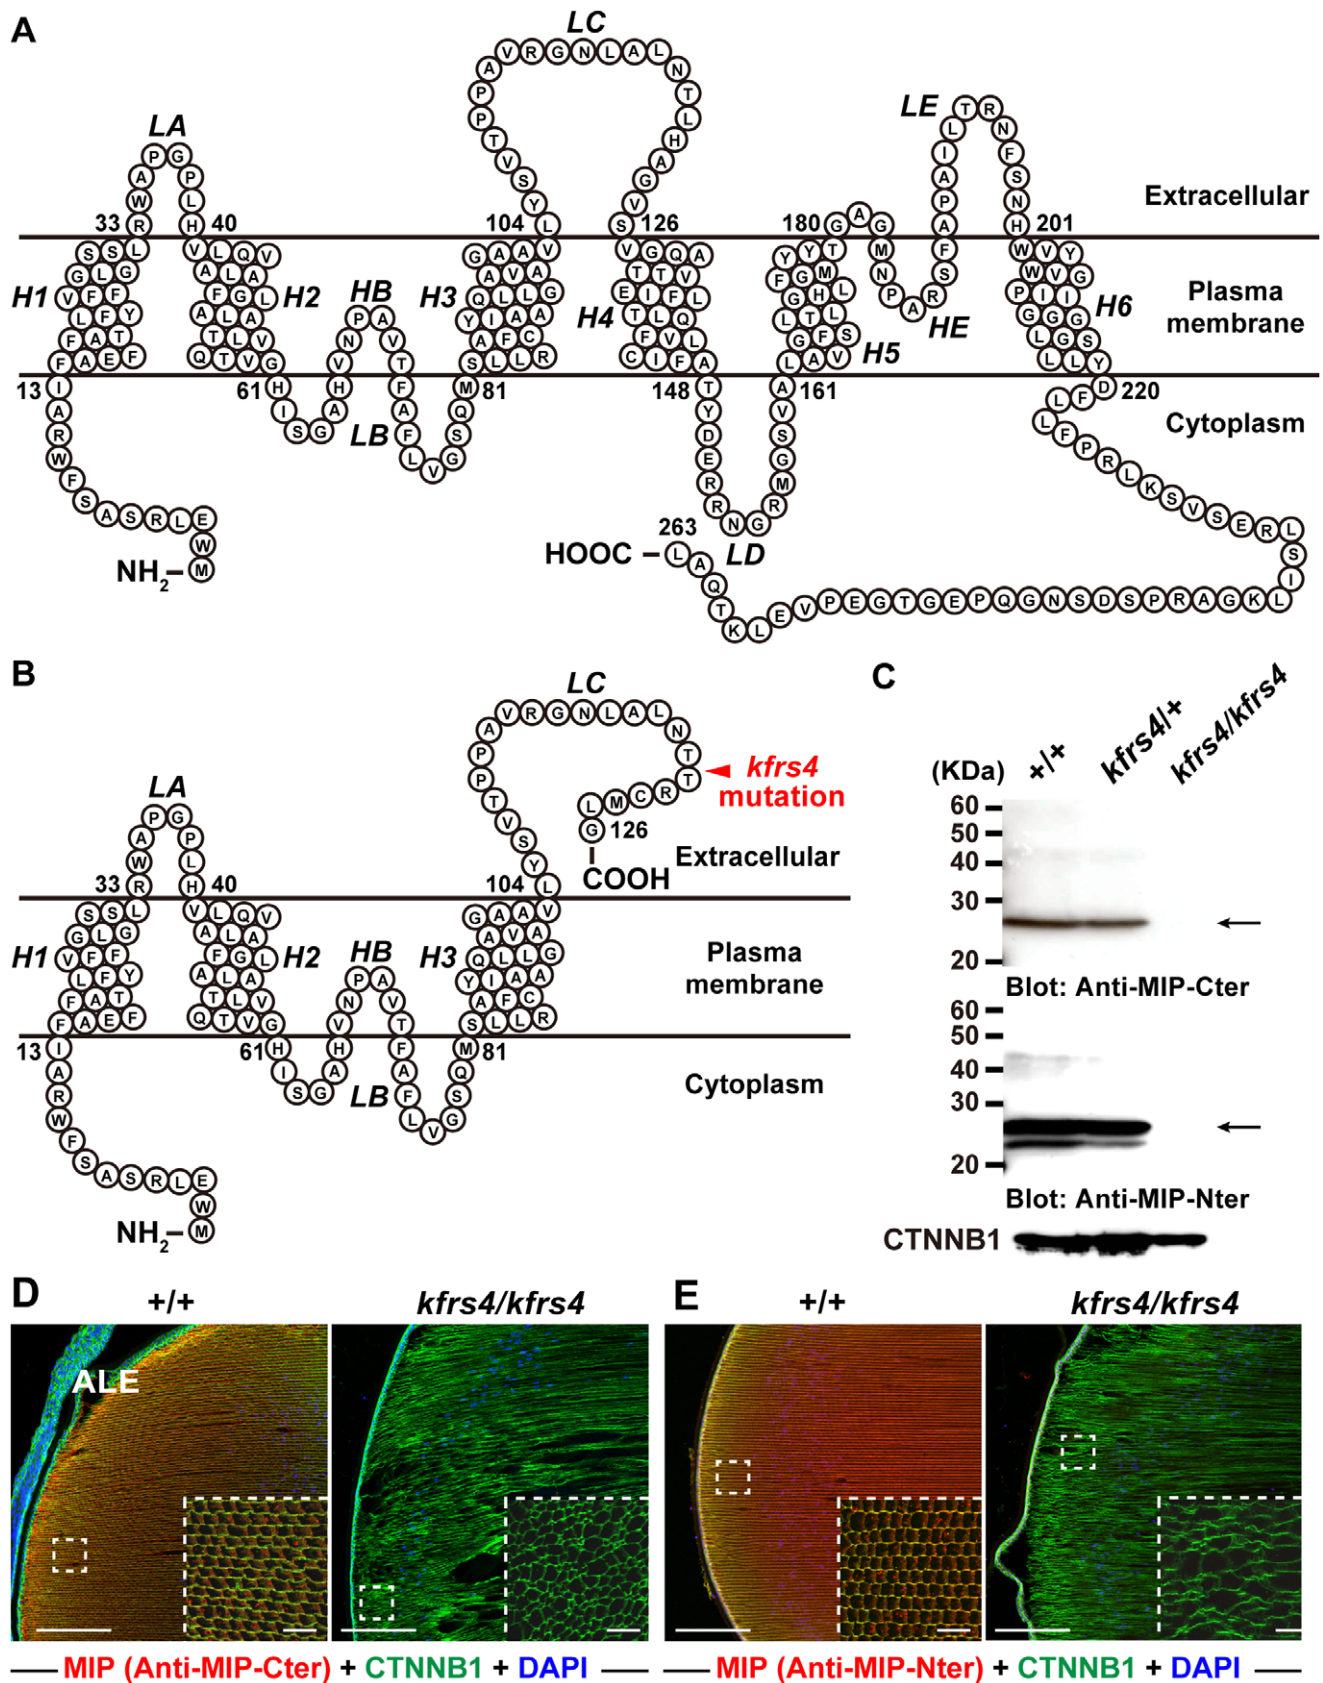 A
LC
LA
LE
33
40
104
126
180
201
Extracellular
H1
H2
HB
H3
H4
H5
HE
H6
Plasma
membrane
13
61
LB
81
148
161
220
Cytoplasm
NH2
HOOC
263
LD
M W E L R S A S F W R A I
F A E F
F A T
L F Y
V F F
G L G
S S L
R W A P G P L H
V L Q V
A L A
F G L
A L A
T L V
Q T V G
H I S G A H V N P A V T F A F L V G S Q M
S L L R
A F C
Y I A A
Q L L G
A V A
G A A V
L Y S V T P P A V R G N L A L N T L H A G V S
V G Q A
T T V
E I F L
T L Q
F V L
C I F A
T Y D E R R N G R M G S V A
L A V
G F S
L T L
G H L
F G M
Y Y T
G A G M N P A R S F A P A I L T R N F S N H
W V Y
W V G
P I I
G G G
L G S
L L Y
D F L L F P R L K S V S E R L S I L K G A R P S D S N G Q P E G T G E P V E L K T Q A L
B
LC
LA
kfrs4
mutation
33
40
104
126
Extracellular
COOH
H1
H2
HB
H3
Plasma
membrane
13
61
LB
81
Cytoplasm
NH2
M W E L R S A S F W R A I
F A E F
F A T
L F Y
V F F
G L G
S S L
R W A P G P L H
V L Q V
A L A
F G L
A L A
T L V
Q T V G
H I S G A H V N P A V T F A F L V G S Q M
S L L R
A F C
Y I A A
Q L L G
A V A
G A A V
L Y S V T P P A V R G N L A L N T T R C M L G
C
+/+
kfrs4/+
kfrs4/kfrs4
(KDa)
60
50
40
30
20
Blot: Anti-MIP-Cter
60
50
40
30
20
Blot: Anti-MIP-Nter
CTNNB1
D
+/+
kfrs4/kfrs4
ALE
MIP (Anti-MIP-Cter) + CTNNB1 + DAPI
E
+/+
kfrs4/kfrs4
MIP (Anti-MIP-Nter) + CTNNB1 + DAPI